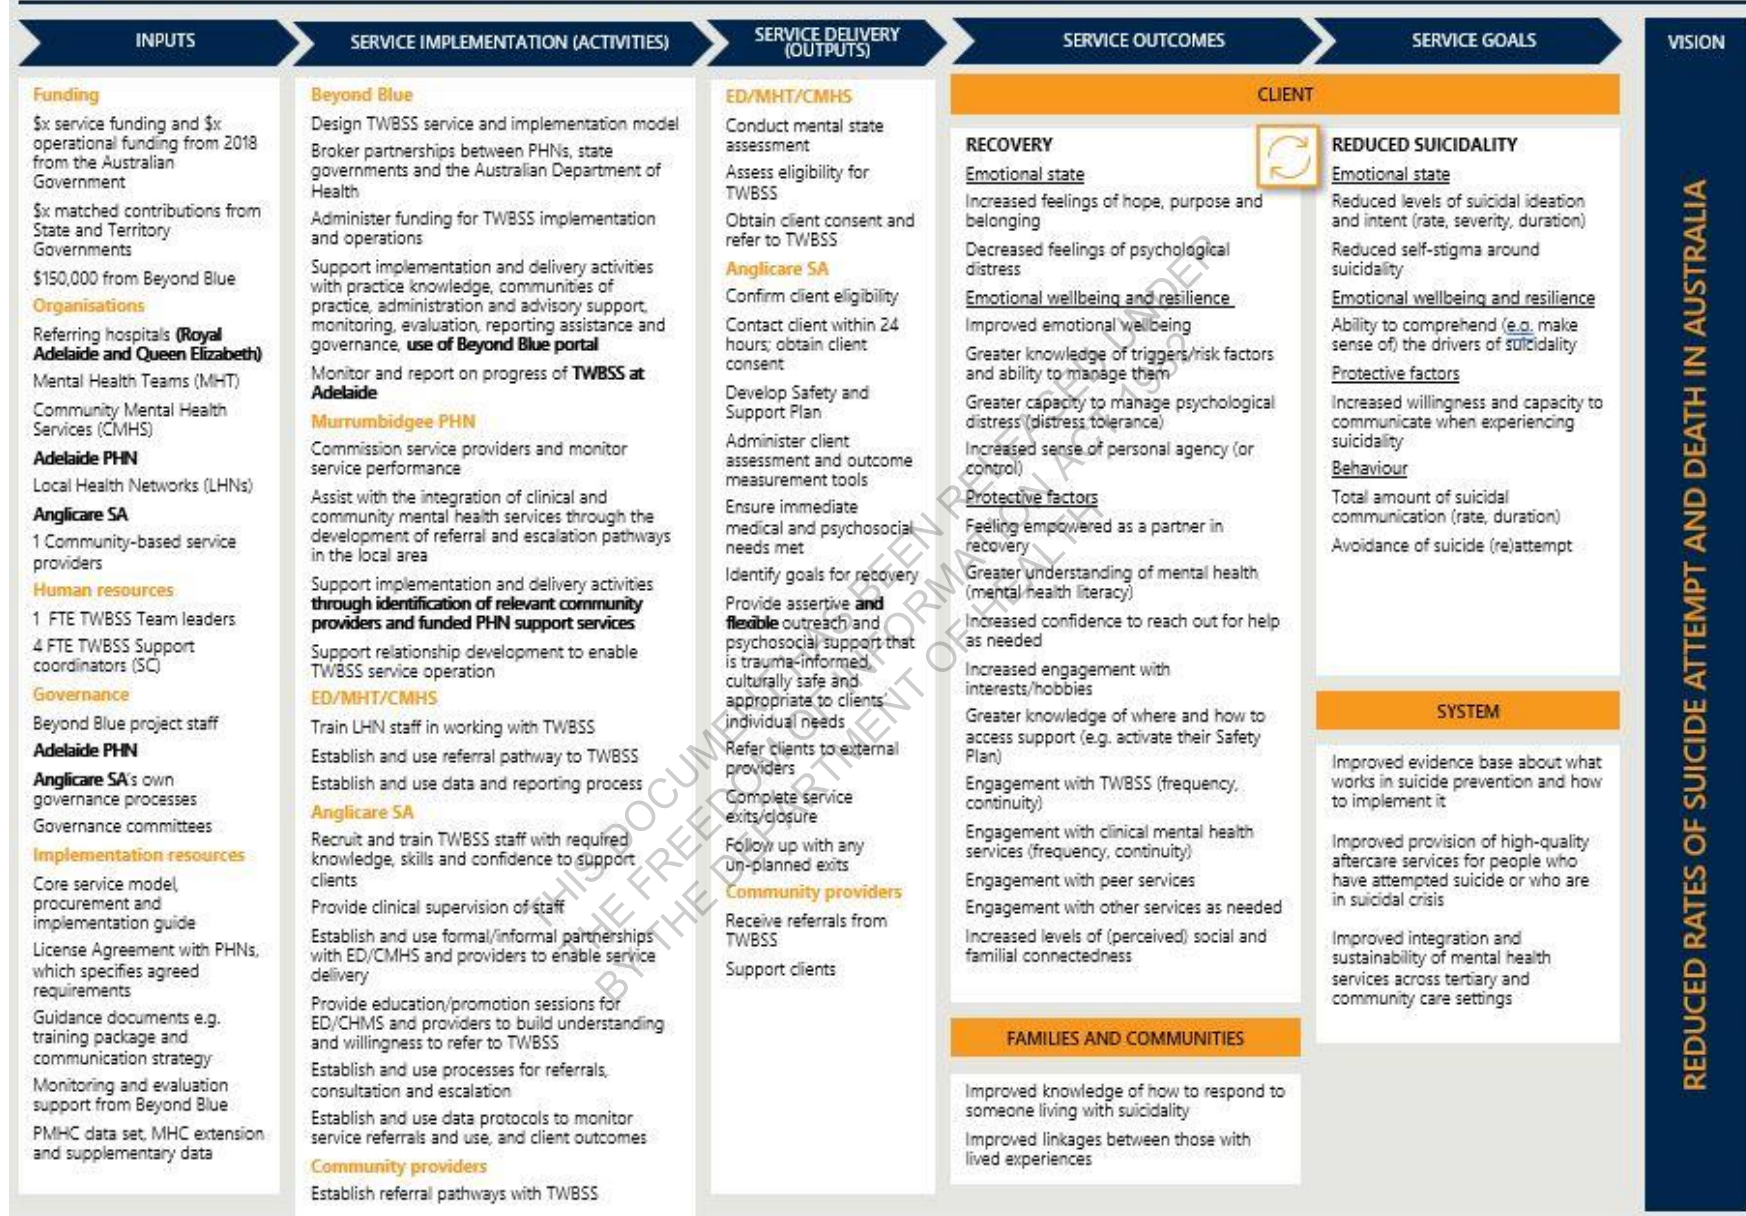 INPUTS
SERVICE IMPLEMENTATION (ACTIVITIES)
SERVICE DELIVERY
(OUTPUTS)
SERVICE OUTCOMES
SERVICE GOALS
VISION
Funding
$x service funding and $x
operational funding from 2018
from the Australian
Government
$x matched contributions from
State and Territory
Governments
$150,000 from Beyond Blue
Organisations
Referring hospitals (Royal
Adelaide and Queen Elizabeth)
Mental Health Teams (MHT)
Community Mental Health
Services (CMHS)
Adelaide PHN
Local Health Networks (LHNs)
Anglicare SA
1 Community-based service
providers
Human resources
1 FTE TWBSS Team leaders
4 FTE TWBSS Support
coordinators (SC)
Governance
Beyond Blue project staff
Adelaide PHN
Anglicare SA's own
governance processes
Governance committees
Implementation resources
Core service model,
procurement and
implementation guide
License Agreement with PHNs,
which specifies agreed
requirements
Guidance documents e.g.
training package and
communication strategy
Monitoring and evaluation
support from Beyond Blue
PMHC data set, MHC extension
and supplementary data
Beyond Blue
Design TWBSS service and implementation model
Broker partnerships between PHNs, state
governments and the Australian Department of
Health
Administer funding for TWBSS implementation
and operations
Support implementation and delivery activities
with practice knowledge, communities of
practice, administration and advisory support,
monitoring, evaluation, reporting assistance and
governance, use of Beyond Blue portal
Monitor and report on progress of TWBSS at
Adelaide
Murrumbidgee PHN
Commission service providers and monitor
service performance
Assist with the integration of clinical and
community mental health services through the
development of referral and escalation pathways
in the local area
Support implementation and delivery activities
through identification of relevant community
providers and funded PHN support services
Support relationship development to enable
TWBSS service operation
ED/MHT/CMHS
Train LHN staff in working with TWBSS
Establish and use referral pathway to TWBSS
Establish and use data and reporting process
Anglicare SA
Recruit and train TWBSS staff with required
knowledge, skills and confidence to support
clients
Provide clinical supervision of staff
Establish and use formal/informal partnerships
with ED/CMHS and providers to enable service
delivery
Provide education/promotion sessions for
ED/CHMS and providers to build understanding
and willingness to refer to TWBSS
Establish and use processes for referrals,
consultation and escalation
Establish and use data protocols to monitor
service referrals and use, and client outcomes
Community providers
Establish referral pathways with TWBSS
ED/MHT/CMHS
Conduct mental state
assessment
Assess eligibility for
TWBSS
Obtain client consent and
refer to TWBSS
Anglicare SA
Confirm client eligibility
Contact client within 24
hours; obtain client
consent
Develop Safety and
Support Plan
Administer client
assessment and outcome
measurement tools
Ensure immediate
medical and psychosocial
needs met
Identify goals for recovery
Provide assertive and
flexible outreach and
psychosocial support that
is trauma-informed,
culturally safe and
appropriate to clients'
individual needs
Refer clients to external
providers
Complete service
exits/closure
Follow up with any
un-planned exits
Community providers
Receive referrals from
TWBSS
Support clients
CLIENT
RECOVERY
Emotional state
Increased feelings of hope, purpose and
belonging
Decreased feelings of psychological
distress
Emotional wellbeing and resilience
Improved emotional wellbeing
Greater knowledge of triggers/risk factors
and ability to manage them
Greater capacity to manage psychological
distress (distress tolerance)
Increased sense of personal agency (or
control)
Protective factors
Feeling empowered as a partner in
recovery
Greater understanding of mental health
(mental health literacy)
Increased confidence to reach out for help
as needed
Increased engagement with
interests/hobbies
Greater knowledge of where and how to
access support (e.g. activate their Safety
Plan)
Engagement with TWBSS (frequency,
continuity)
Engagement with clinical mental health
services (frequency, continuity)
Engagement with peer services
Engagement with other services as needed
Increased levels of (perceived) social and
familial connectedness
FAMILIES AND COMMUNITIES
Improved knowledge of how to respond to
someone living with suicidality
Improved linkages between those with
lived experiences
REDUCED SUICIDALITY
Emotional state
Reduced levels of suicidal ideation
and intent (rate, severity, duration)
Reduced self-stigma around
suicidality
Emotional wellbeing and resilience
Ability to comprehend (e.g. make
sense of) the drivers of suicidality
Protective factors
Increased willingness and capacity to
communicate when experiencing
suicidality
Behaviour
Total amount of suicidal
communication (rate, duration)
Avoidance of suicide (re)attempt
SYSTEM
Improved evidence base about what
works in suicide prevention and how
to implement it
Improved provision of high-quality
aftercare services for people who
have attempted suicide or who are
in suicidal crisis
Improved integration and
sustainability of mental health
services across tertiary and
community care settings
REDUCED RATES OF SUICIDE ATTEMPT AND DEATH IN AUSTRALIA
THIS DOCUMENT HAS BEEN RELEASED UNDER
THE FREEDOM OF INFORMATION ACT 1982
BY THE DEPARTMENT OF HEALTH